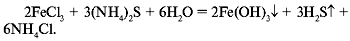 2FeCl₃ + 3(NH₄)₂S + 6H₂O = 2Fe(OH)₃↓ + 3H₂S↑ +
6NH₄Cl.